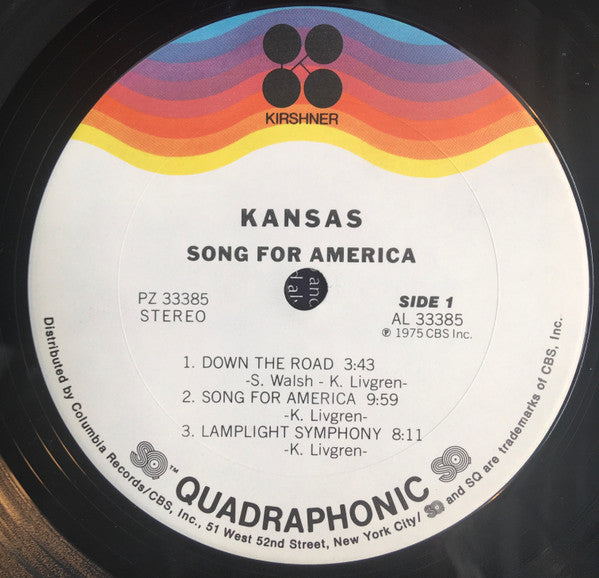 KIRSHNER
KANSAS
SONG FOR AMERICA
PZ 33385
STEREO
SIDE 1
AL 33385
℗ 1975 CBS Inc.
1. DOWN THE ROAD 3:43
-S. Walsh - K. Livgren-
2. SONG FOR AMERICA 9:59
-K. Livgren-
3. LAMPLIGHT SYMPHONY 8:11
-K. Livgren-
SQ™ QUADRAPHONIC SQ
Distributed by Columbia Records/CBS, Inc., 51 West 52nd Street, New York City/ SQ and SQ are trademarks of CBS, Inc.